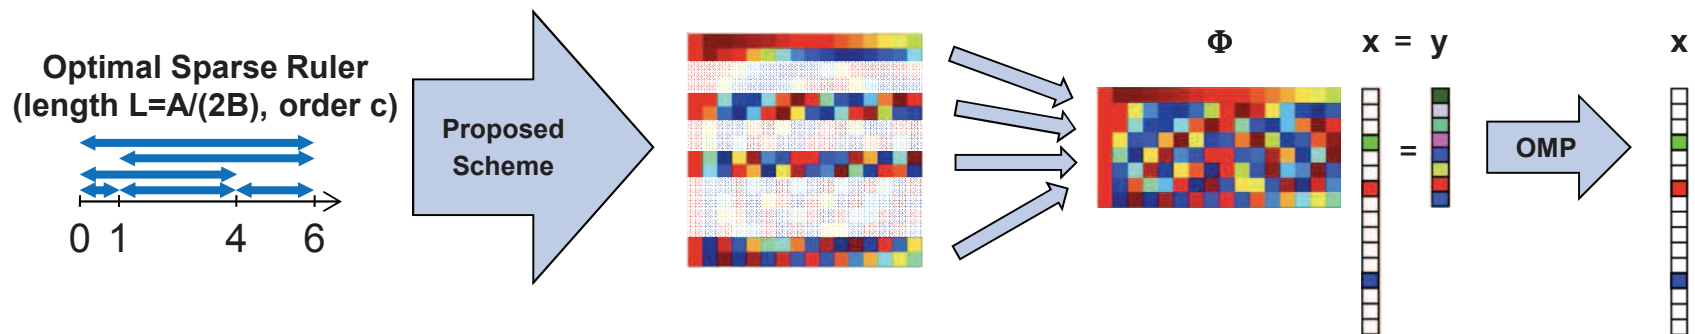 Optimal Sparse Ruler
(length L=A/(2B), order c)
0 1 4 6
Proposed
Scheme
Φ x = y
=
OMP
x